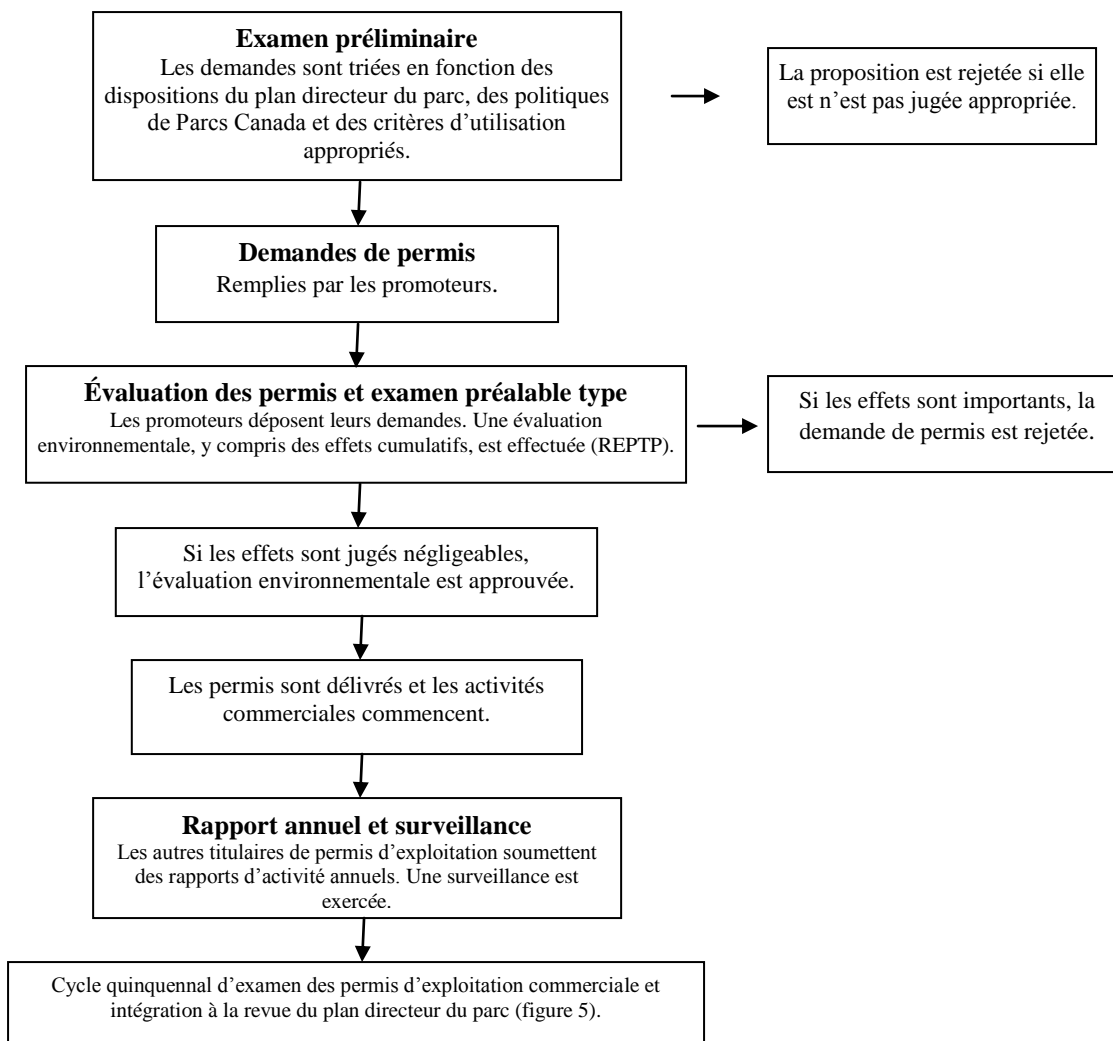 Examen préliminaire
Les demandes sont triées en fonction des
dispositions du plan directeur du parc, des politiques
de Parcs Canada et des critères d’utilisation
appropriés.
La proposition est rejetée si elle
est n’est pas jugée appropriée.
Demandes de permis
Remplies par les promoteurs.
Évaluation des permis et examen préalable type
Les promoteurs déposent leurs demandes. Une évaluation
environnementale, y compris des effets cumulatifs, est effectuée (REPTP).
Si les effets sont importants, la
demande de permis est rejetée.
Si les effets sont jugés négligeables,
l’évaluation environnementale est approuvée.
Les permis sont délivrés et les activités
commerciales commencent.
Rapport annuel et surveillance
Les autres titulaires de permis d’exploitation soumettent
des rapports d’activité annuels. Une surveillance est
exercée.
Cycle quinquennal d’examen des permis d’exploitation commerciale et
intégration à la revue du plan directeur du parc (figure 5).